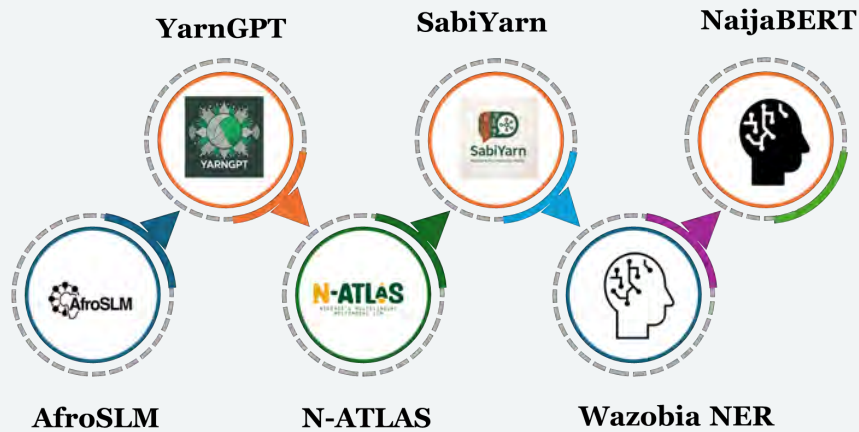 YarnGPT
SabiYarn
NaijaBERT
YARNGPT
SabiYarn
AfroSLM
N-ATLAS
AfroSLM
N-ATLAS
Wazobia NER